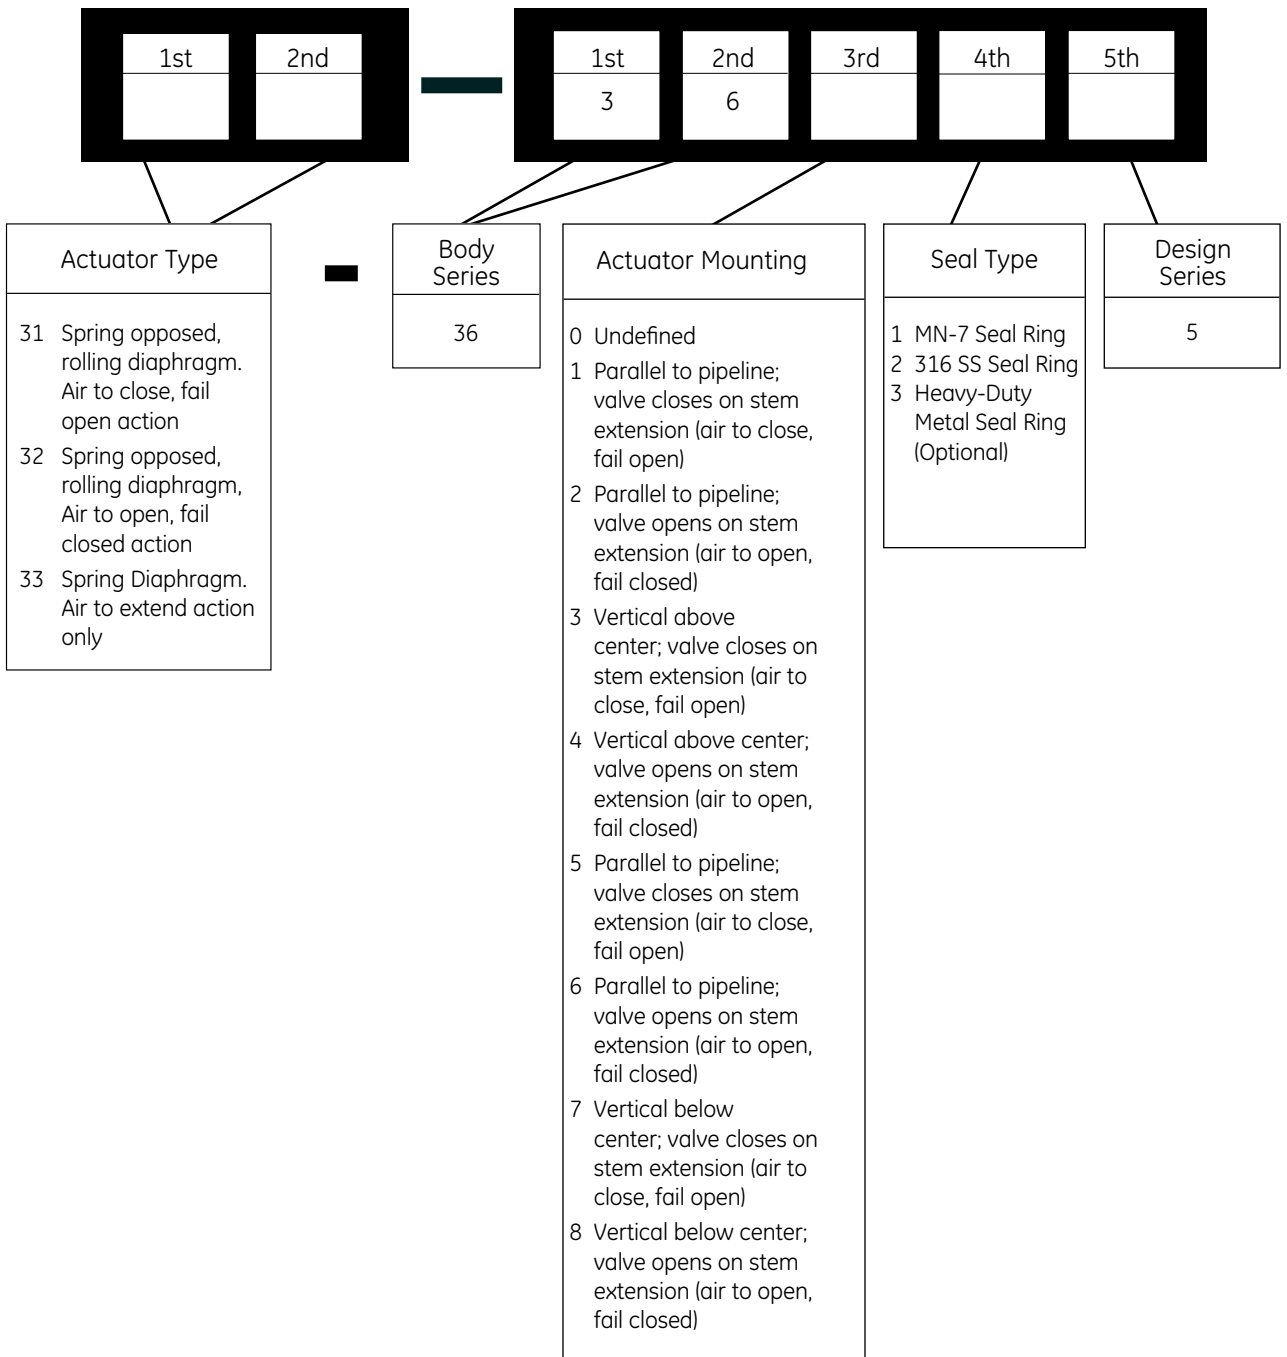 1st 2nd 1st 2nd 3rd 4th 5th
3 6
Actuator Type
31 Spring opposed,
rolling diaphragm.
Air to close, fail
open action
32 Spring opposed,
rolling diaphragm,
Air to open, fail
closed action
33 Spring Diaphragm.
Air to extend action
only
-
Body
Series
36
Actuator Mounting
0 Undefined
1 Parallel to pipeline;
valve closes on stem
extension (air to close,
fail open)
2 Parallel to pipeline;
valve opens on stem
extension (air to open,
fail closed)
3 Vertical above
center; valve closes on
stem extension (air to
close, fail open)
4 Vertical above center;
valve opens on stem
extension (air to open,
fail closed)
5 Parallel to pipeline;
valve closes on stem
extension (air to close,
fail open)
6 Parallel to pipeline;
valve opens on stem
extension (air to open,
fail closed)
7 Vertical below
center; valve closes on
stem extension (air to
close, fail open)
8 Vertical below center;
valve opens on stem
extension (air to open,
fail closed)
Seal Type
1 MN-7 Seal Ring
2 316 SS Seal Ring
3 Heavy-Duty
Metal Seal Ring
(Optional)
Design
Series
5